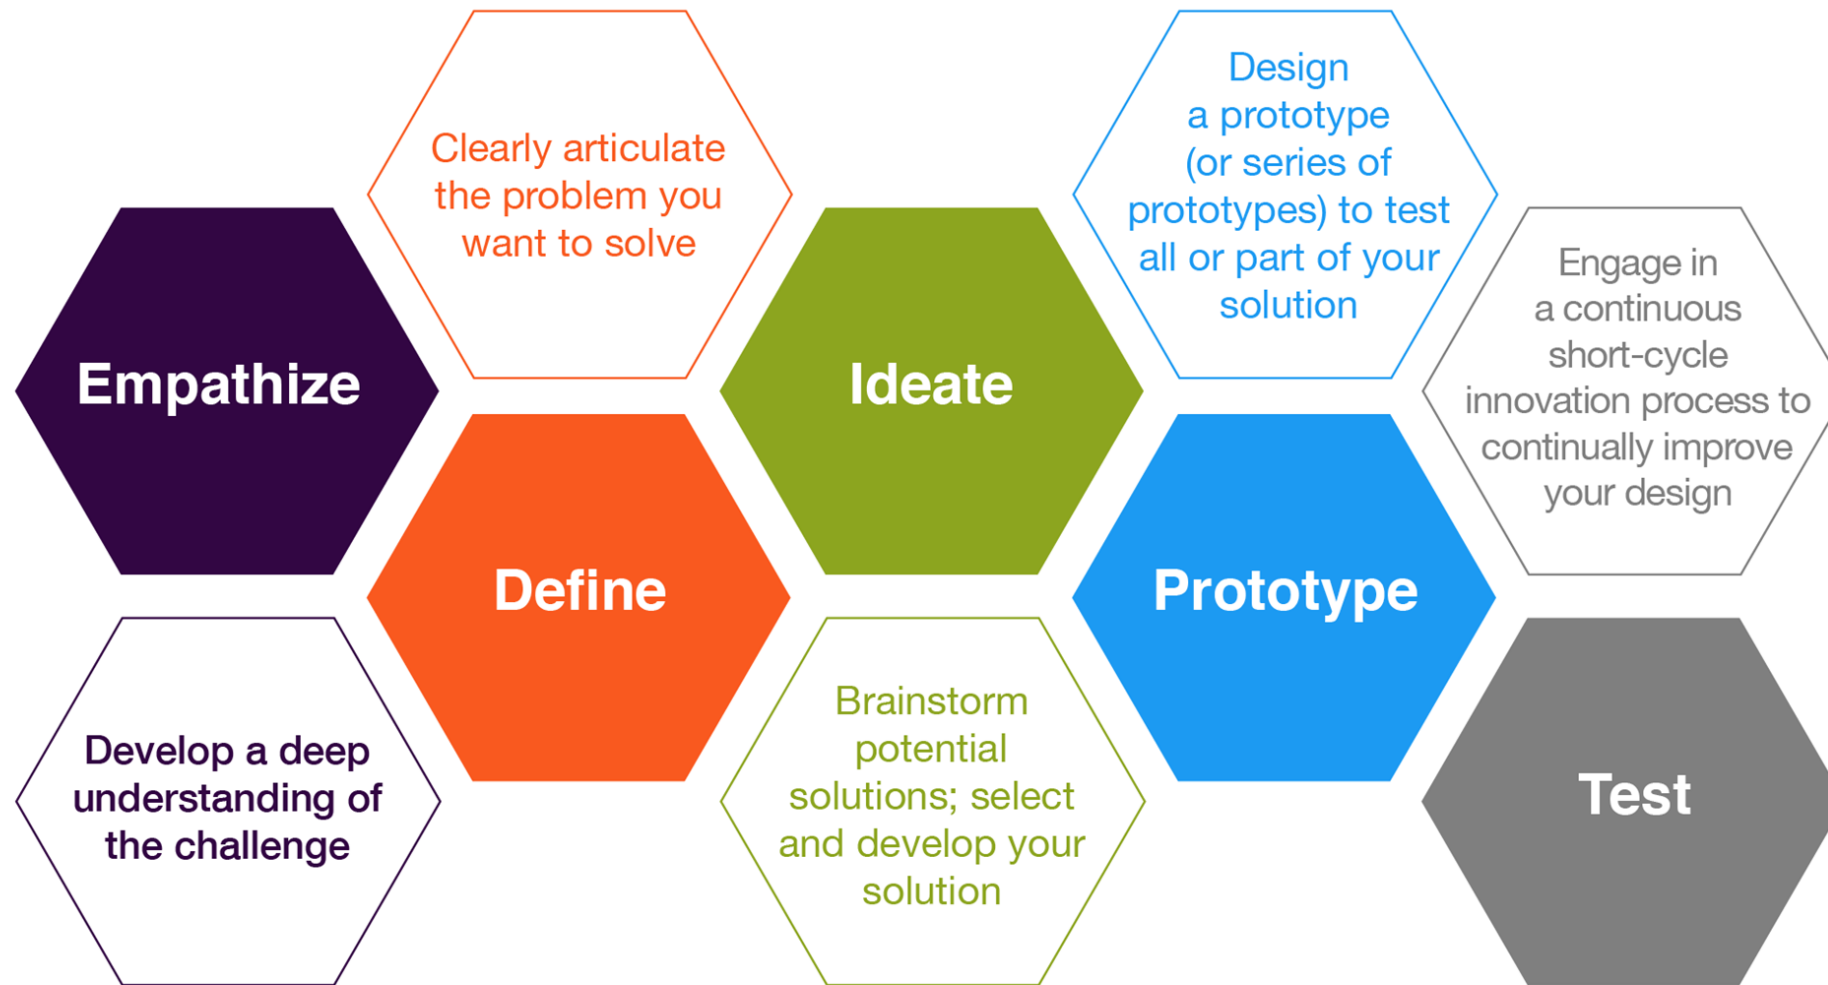 Empathize
Develop a deep
understanding of
the challenge
Clearly articulate
the problem you
want to solve
Define
Ideate
Brainstorm
potential
solutions; select
and develop your
solution
Design
a prototype
(or series of
prototypes) to test
all or part of your
solution
Prototype
Engage in
a continuous
short-cycle
innovation process to
continually improve
your design
Test